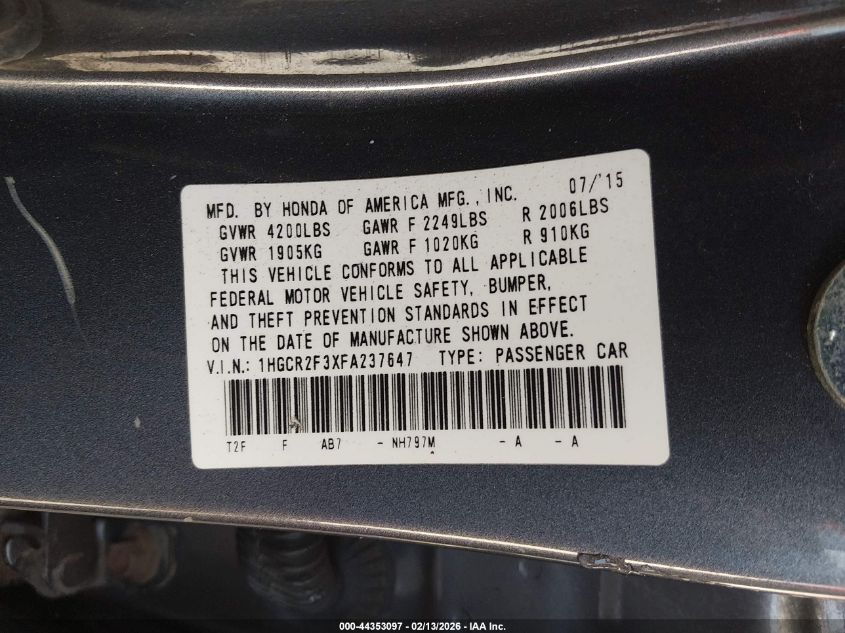 MFD. BY HONDA OF AMERICA MFG., INC. 07/'15
GVWR 4200LBS GAWR F 2249LBS R 2006LBS
GVWR 1905KG GAWR F 1020KG R 910KG
THIS VEHICLE CONFORMS TO ALL APPLICABLE
FEDERAL MOTOR VEHICLE SAFETY, BUMPER,
AND THEFT PREVENTION STANDARDS IN EFFECT
ON THE DATE OF MANUFACTURE SHOWN ABOVE.
V.I.N.: 1HGCR2F3XFA237647 TYPE: PASSENGER CAR
T2F F AB7 - NH797M - A - A
000-44353097 - 02/13/2026 - IAA Inc.